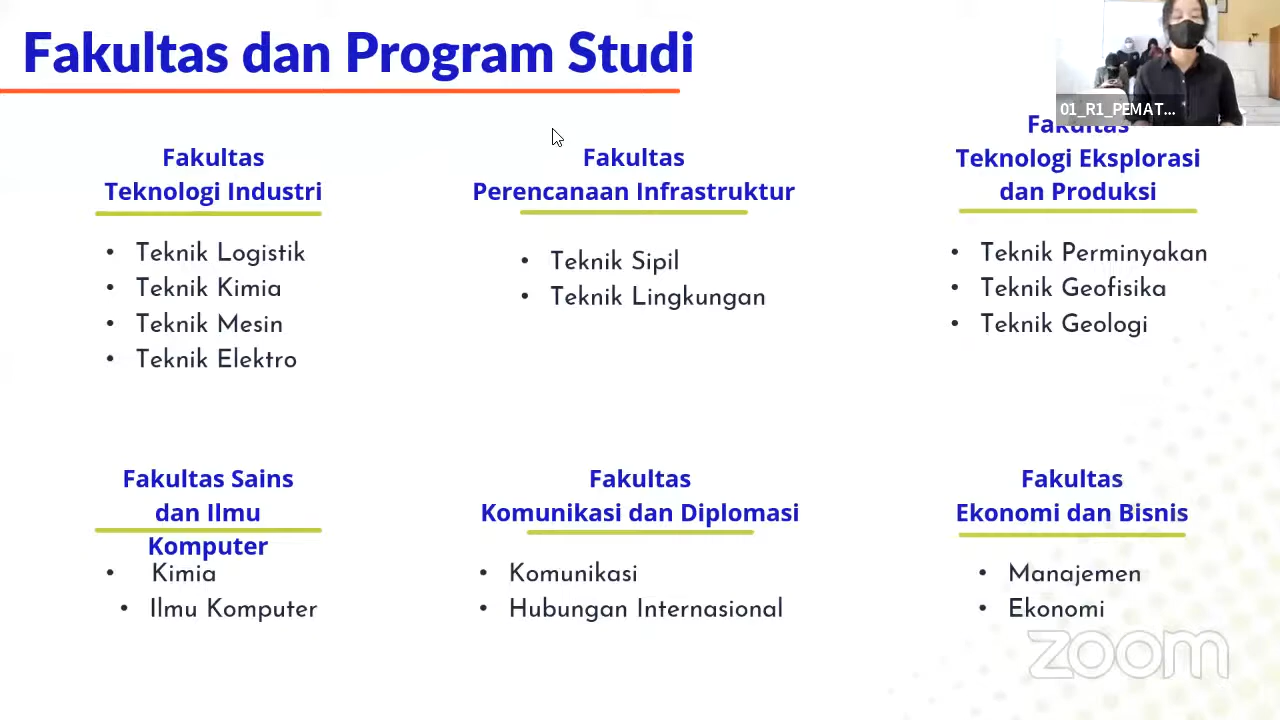 Fakultas dan Program Studi
01_R1_PEMAT...
Fakultas
Teknologi Industri
Teknik Logistik
Teknik Kimia
Teknik Mesin
Teknik Elektro
Fakultas
Perencanaan Infrastruktur
Teknik Sipil
Teknik Lingkungan
Fakultas
Teknologi Eksplorasi
dan Produksi
Teknik Perminyakan
Teknik Geofisika
Teknik Geologi
Fakultas Sains
dan Ilmu
Komputer
Kimia
Ilmu Komputer
Fakultas
Komunikasi dan Diplomasi
Komunikasi
Hubungan Internasional
Fakultas
Ekonomi dan Bisnis
Manajemen
Ekonomi
zoom